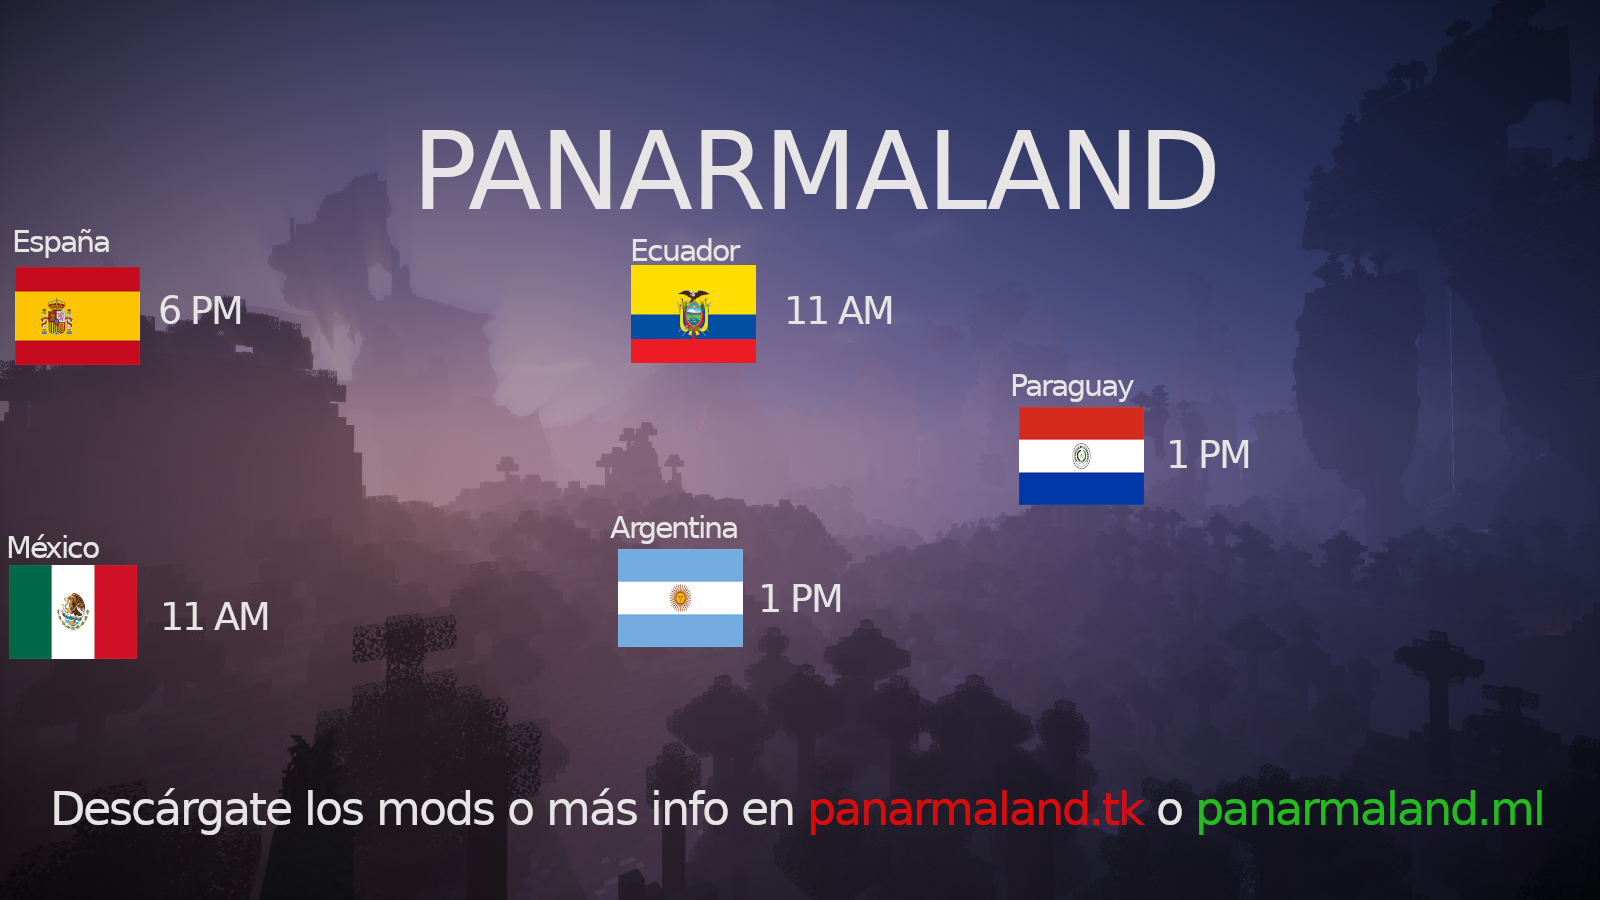 PANARMALAND
España
6 PM
Ecuador
11 AM
Paraguay
1 PM
México
11 AM
Argentina
1 PM
Descárgate los mods o más info en panarmaland.tk o panarmaland.ml